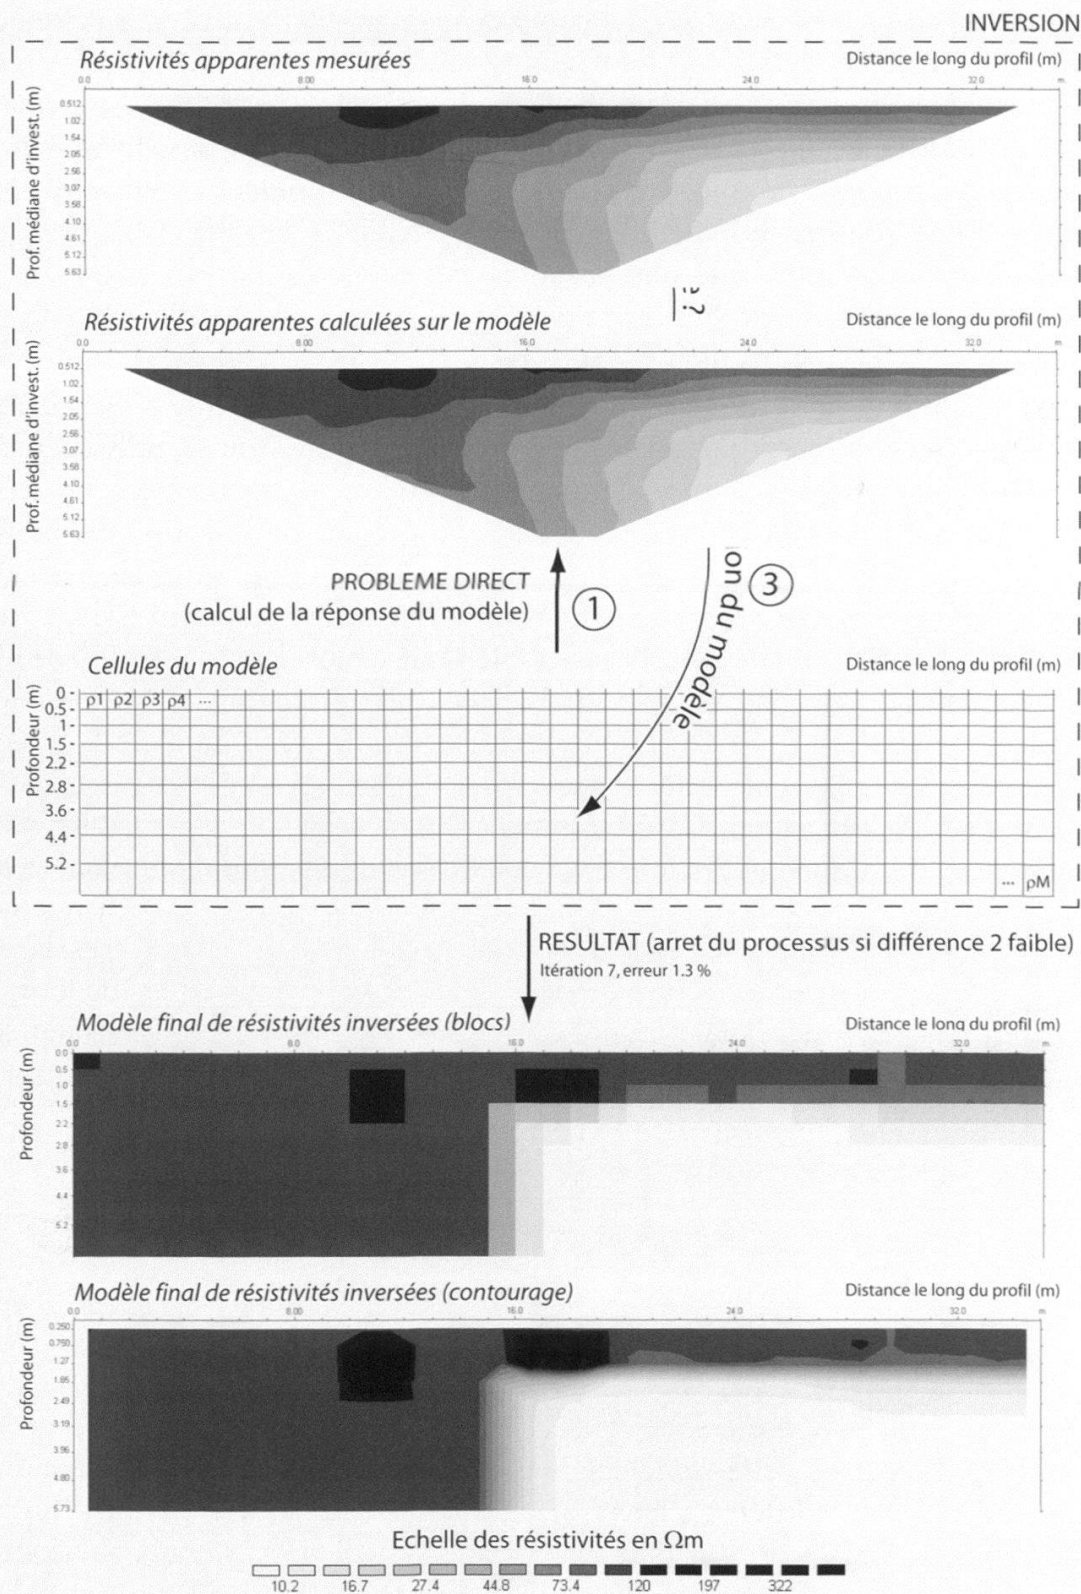 INVERSION
Résistivités apparentes mesurées
Distance le long du profil (m)
0.0 8.00 16.0 24.0 32.0 m.
Prof. médiane d'invest. (m)
0.512
1.02
1.54
2.05
2.56
3.07
3.58
4.10
4.61
5.12
5.63
?
Résistivités apparentes calculées sur le modèle
Distance le long du profil (m)
0.0 8.00 16.0 24.0 32.0 m
Prof. médiane d'invest. (m)
0.512
1.02
1.54
2.05
2.56
3.07
3.58
4.10
4.61
5.12
5.63
PROBLEME DIRECT
(calcul de la réponse du modèle)
1
3
on du modèle
Cellules du modèle
Distance le long du profil (m)
Profondeur (m)
0 -
0.5 -
1 -
1.5 -
2.2 -
2.8 -
3.6 -
4.4 -
5.2 -
ρ1 ρ2 ρ3 ρ4 ...
... ρM
RESULTAT (arret du processus si différence 2 faible)
Itération 7, erreur 1.3 %
Modèle final de résistivités inversées (blocs)
Distance le long du profil (m)
0.0 8.00 16.0 24.0 32.0 m
Profondeur (m)
0.0
0.5
1.0
1.5
2.2
2.8
3.6
4.4
5.2
Modèle final de résistivités inversées (contourage)
Distance le long du profil (m)
0.0 8.00 16.0 24.0 32.0 m
Profondeur (m)
0.250
0.750
1.27
1.85
2.49
3.19
3.96
4.80
5.73
Echelle des résistivités en Ωm
10.2 16.7 27.4 44.8 73.4 120 197 322